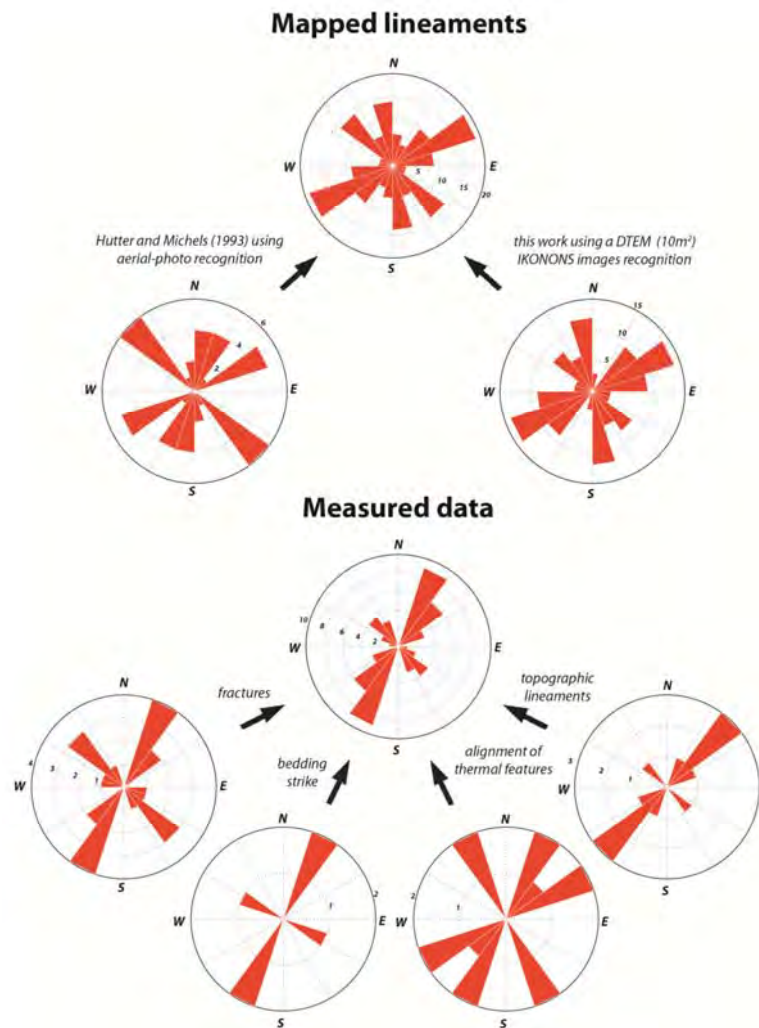 Mapped lineaments
N
W
E
S
5
10
15
20
Hutter and Michels (1993) using
aerial-photo recognition
this work using a DTEM (10m²)
IKONONS images recognition
N
W
E
S
2
4
6
N
W
E
S
5
10
15
Measured data
N
W
E
S
10
8
6
4
2
fractures
bedding
strike
topographic
lineaments
alignment of
thermal features
N
W
E
S
4
3
2
1
N
W
E
S
1
2
N
W
E
S
2
1
N
W
E
S
3
2
1